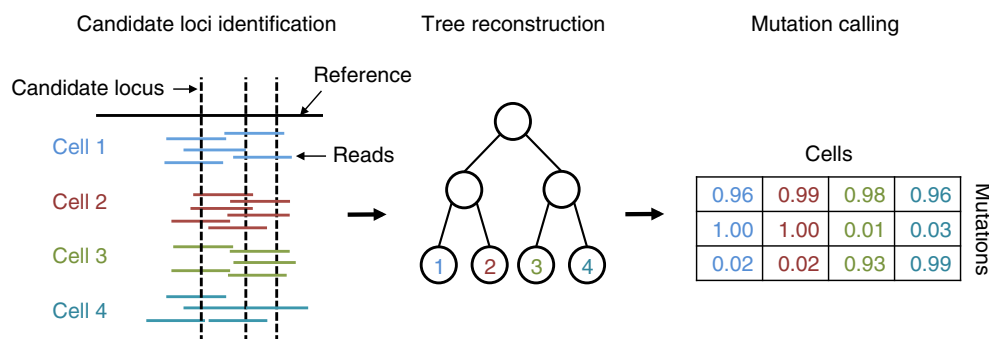 Candidate loci identification
Tree reconstruction
Mutation calling
Reference
Candidate locus
Cell 1
Reads
Cell 2
Cell 3
Cell 4
1 2 3 4
Cells
0.96 0.99 0.98 0.96
1.00 1.00 0.01 0.03
0.02 0.02 0.93 0.99
Mutations